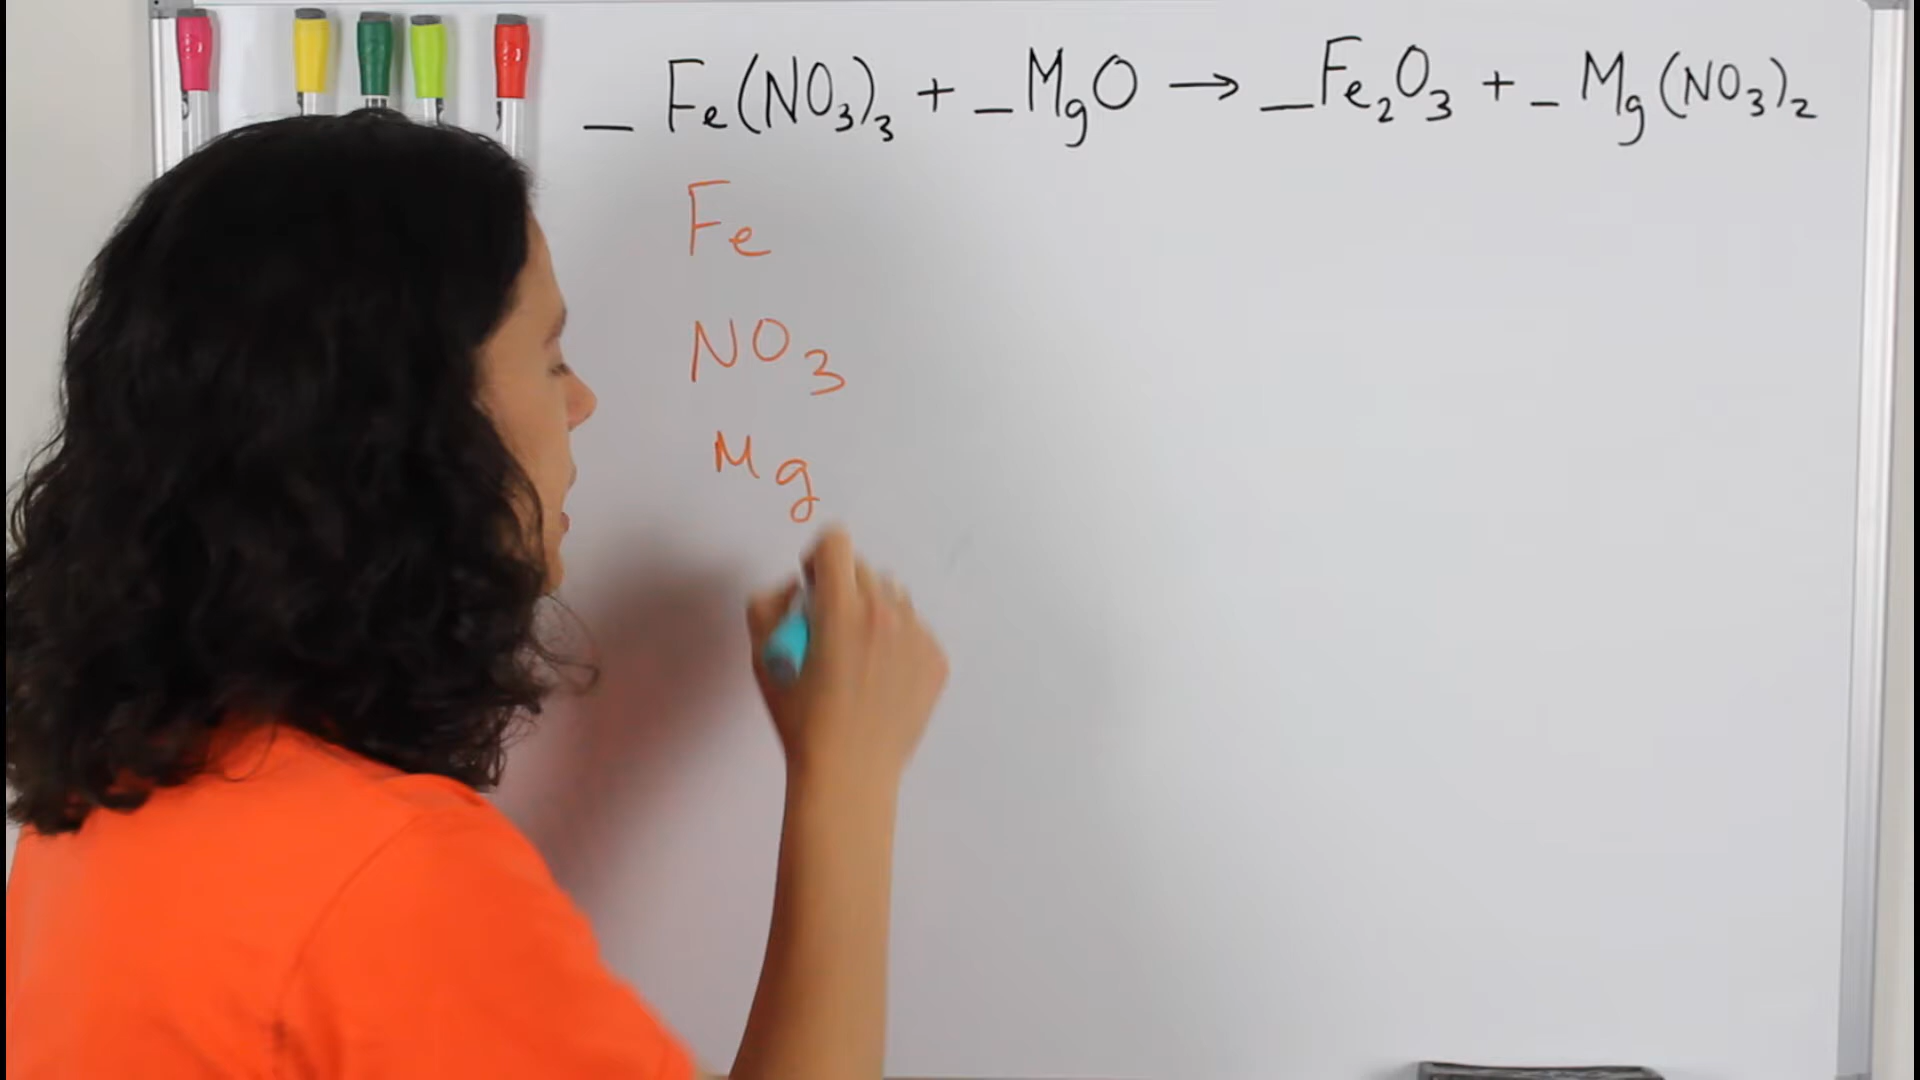 _ Fe(NO₃)₃ + _MgO → _Fe₂O₃ + _ Mg(NO₃)₂
Fe
NO₃
Mg